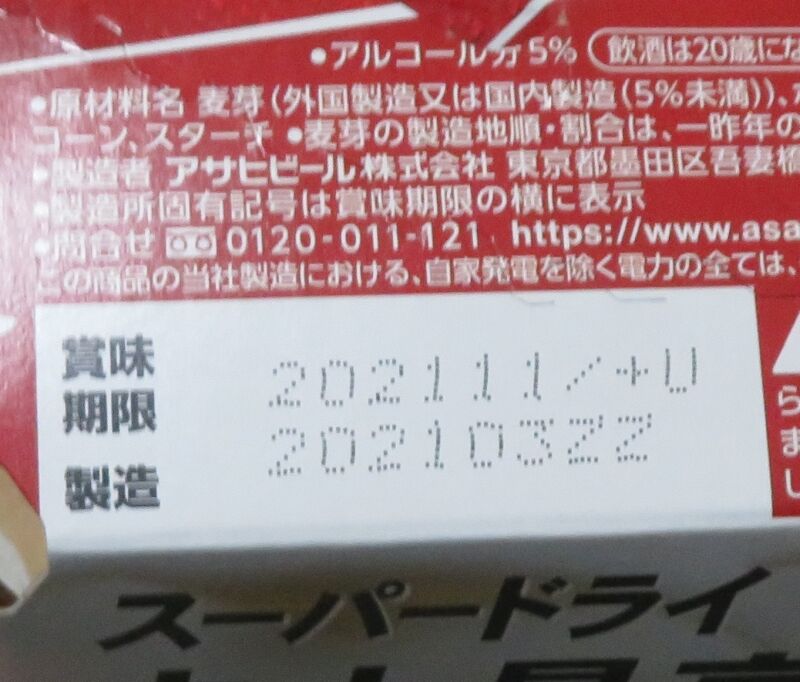 ●アルコール分5% 飲酒は20歳にな
●原材料名 麦芽(外国製造又は国内製造(5%未満))、
コーン、スターチ ●麦芽の製造地順・割合は、一昨年の
●製造者 アサヒビール株式会社 東京都墨田区吾妻橋
●製造所固有記号は賞味期限の横に表示
●問合せ 0120-011-121 https://www.asa
この商品の当社製造における、自家発電を除く電力の全ては、
賞味
期限
202111/+U
製造
202103ZZ
ら
ま
し
スーパードライ